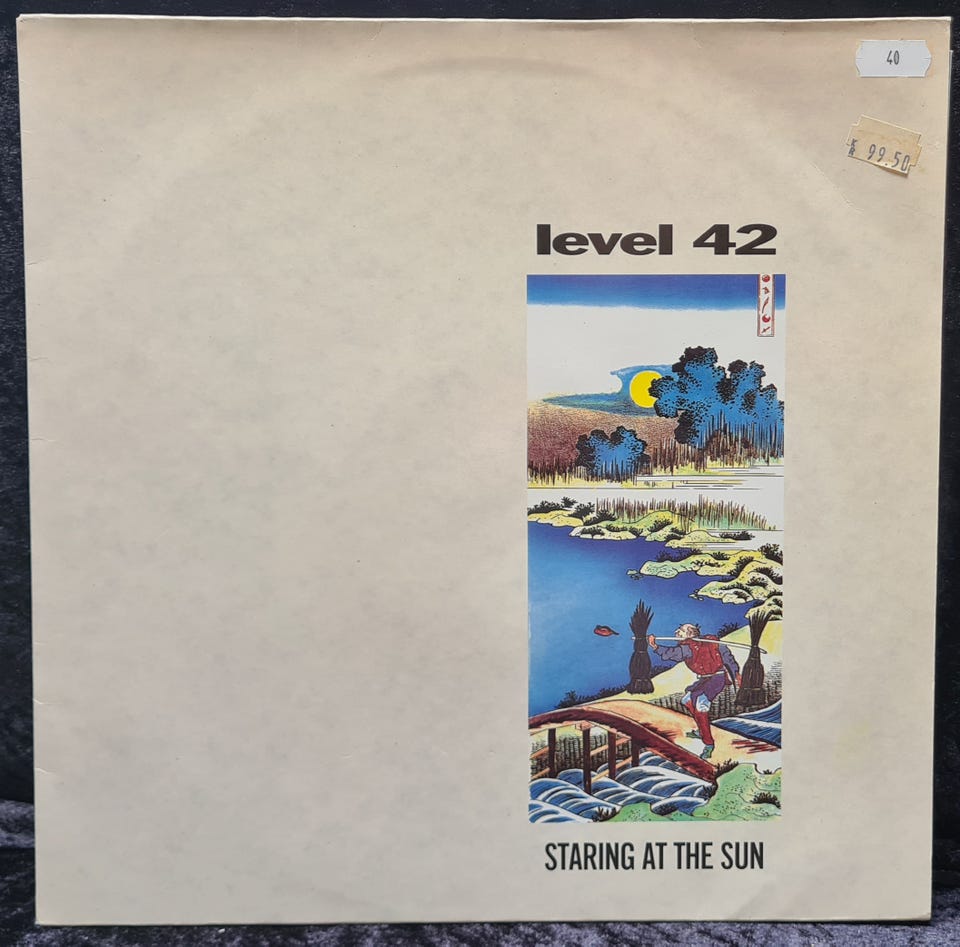 40
KR 99.50
level 42
STARING AT THE SUN